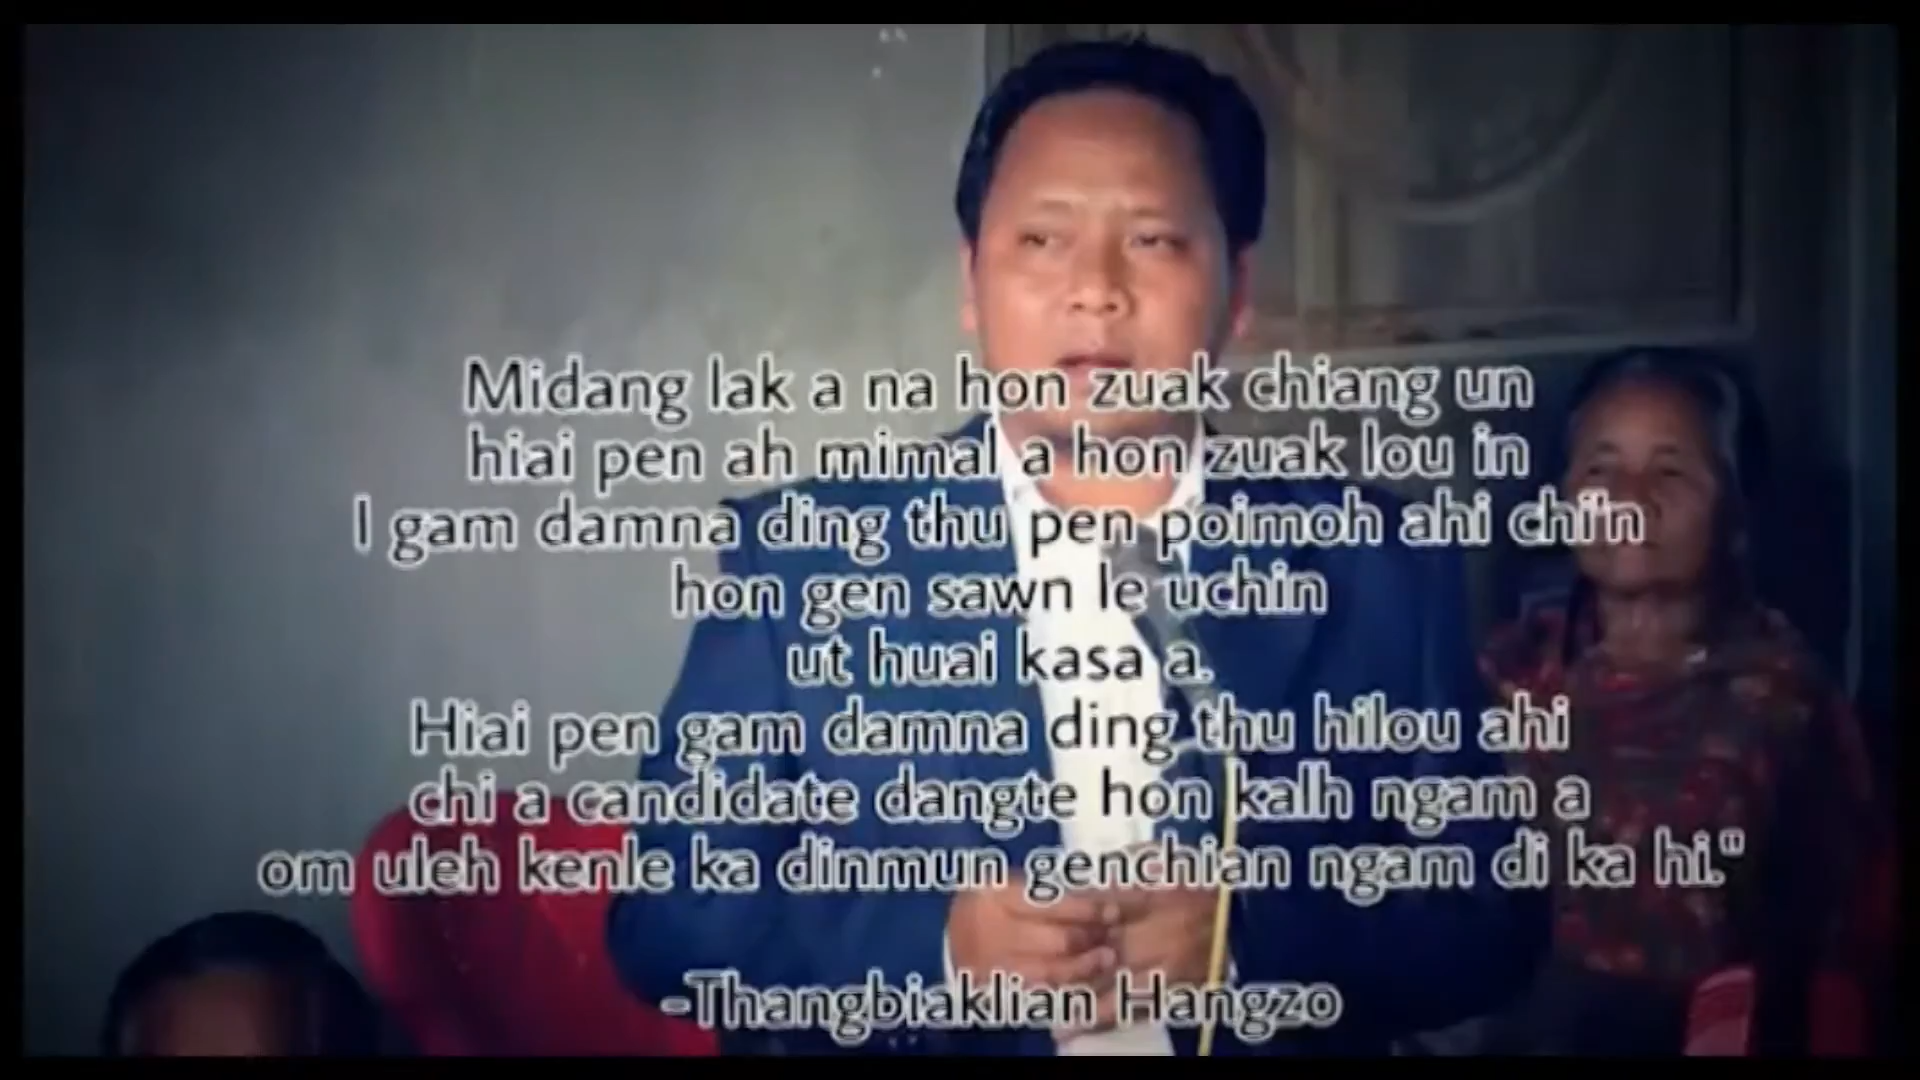 Midang lak a na hon zuak chiang un
hiai pen ah mimal a hon zuak lou in
I gam damna ding thu pen poimoh ahi chi'n
hon gen sawn le uchin
ut huai kasa a.
Hiai pen gam damna ding thu hilou ahi
chi a candidate dangte hon kalh ngam a
om uleh kenle ka dinmun genchian ngam di ka hi."
-Thangbiaklian Hangzo